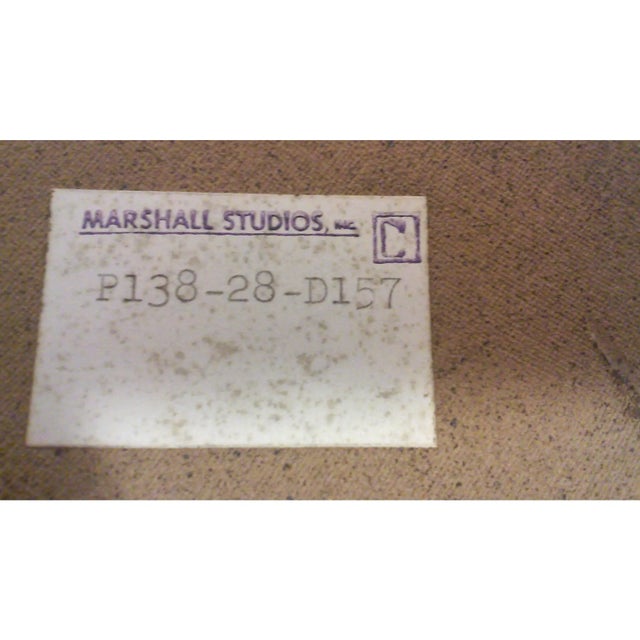 MARSHALL STUDIOS, INC.
C
P138-28-D157